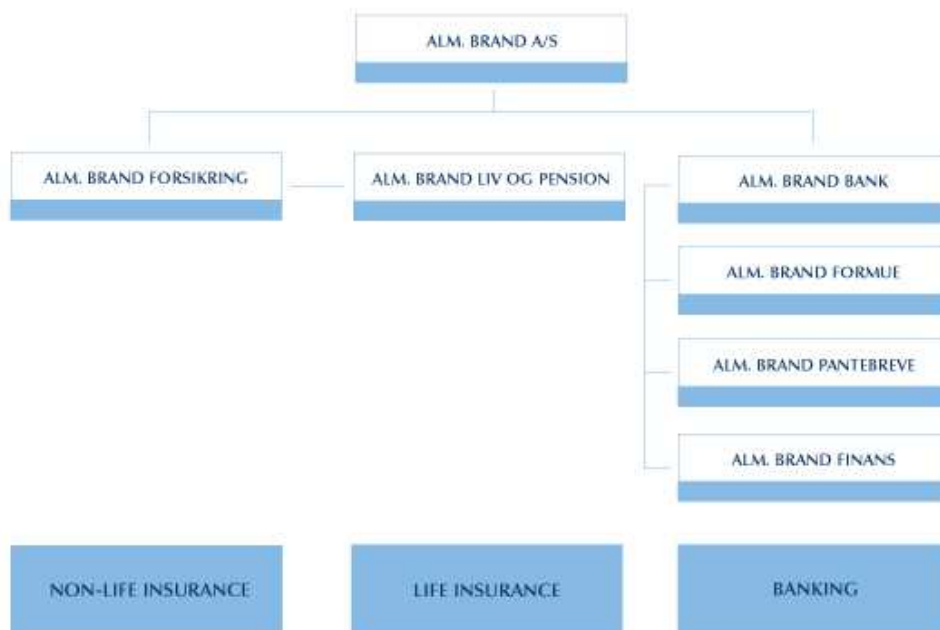 ALM. BRAND A/S
ALM. BRAND FORSIKRING
ALM. BRAND LIV OG PENSION
ALM. BRAND BANK
ALM. BRAND FORMUE
ALM. BRAND PANTEBREVE
ALM. BRAND FINANS
NON-LIFE INSURANCE
LIFE INSURANCE
BANKING